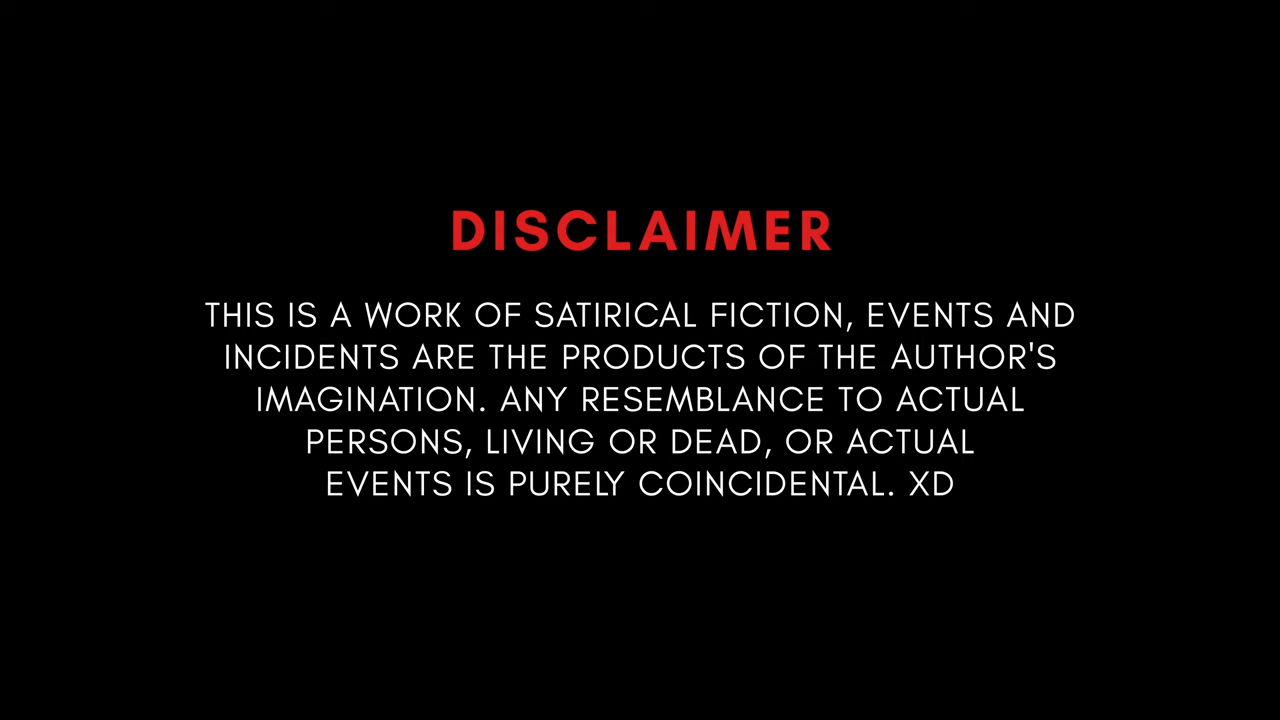 DISCLAIMER
THIS IS A WORK OF SATIRICAL FICTION, EVENTS AND
INCIDENTS ARE THE PRODUCTS OF THE AUTHOR'S
IMAGINATION. ANY RESEMBLANCE TO ACTUAL
PERSONS, LIVING OR DEAD, OR ACTUAL
EVENTS IS PURELY COINCIDENTAL. XD